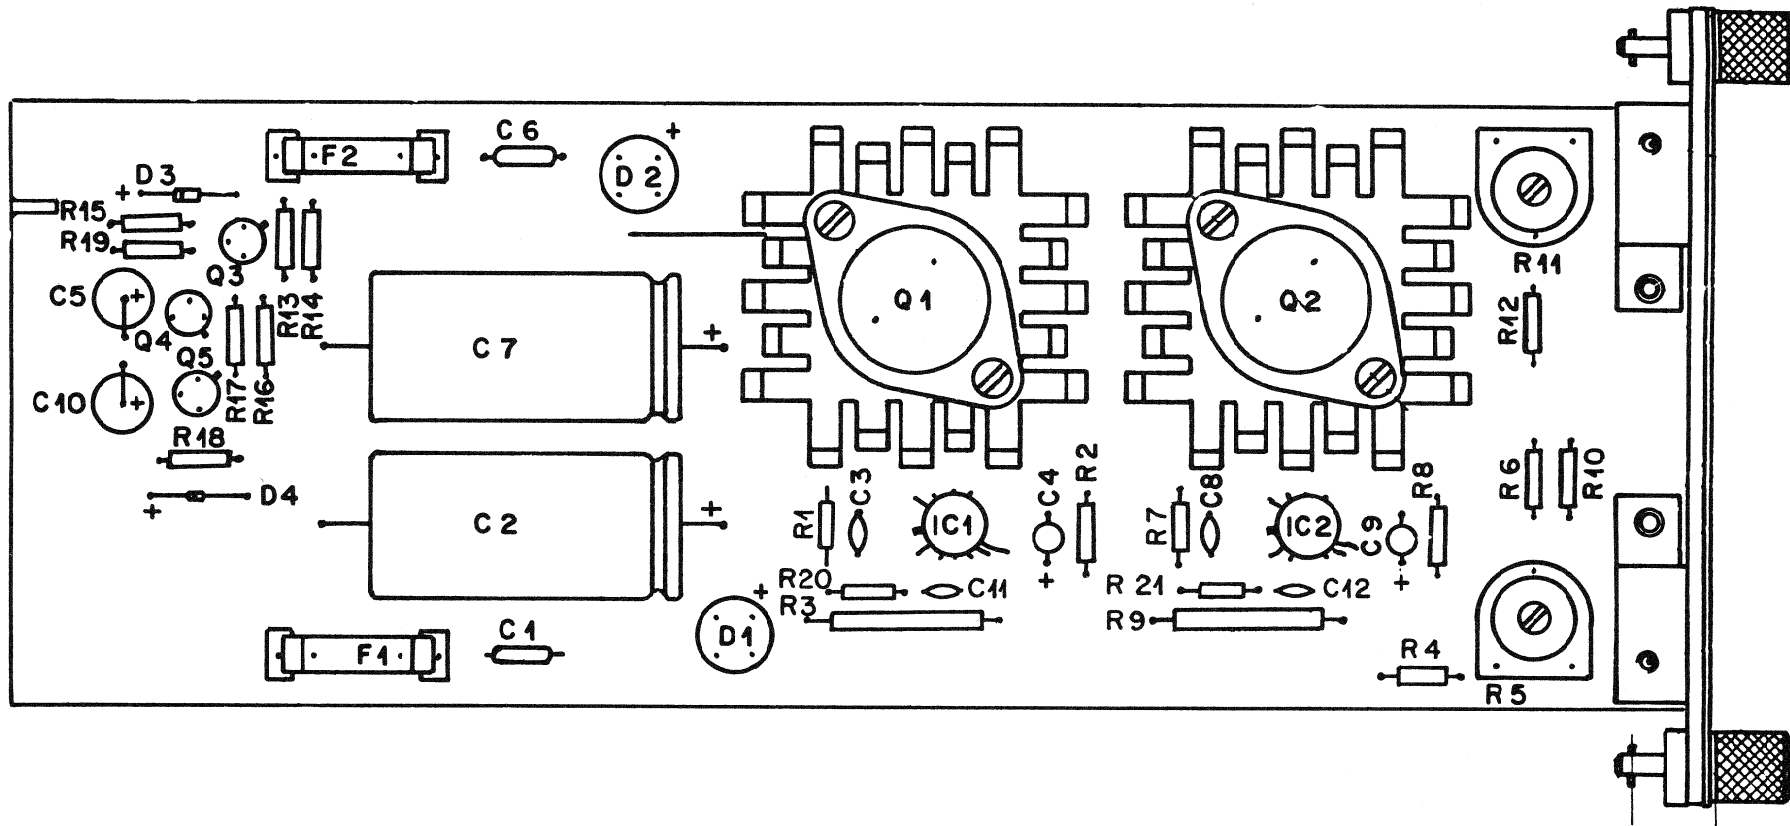 C6
F2
D2
+
D3
+
R15
R19
Q3
C5
+
Q4
Q5
R13
R14
R17
R16
C10
+
R18
D4
+
C7
+
C2
+
Q1
Q2
R11
R12
R1
C3
IC1
C4
+
R2
R7
C8
IC2
C9
+
R8
R6
R10
R20
C11
R3
R21
C12
R9
F1
C1
D1
+
R4
R5